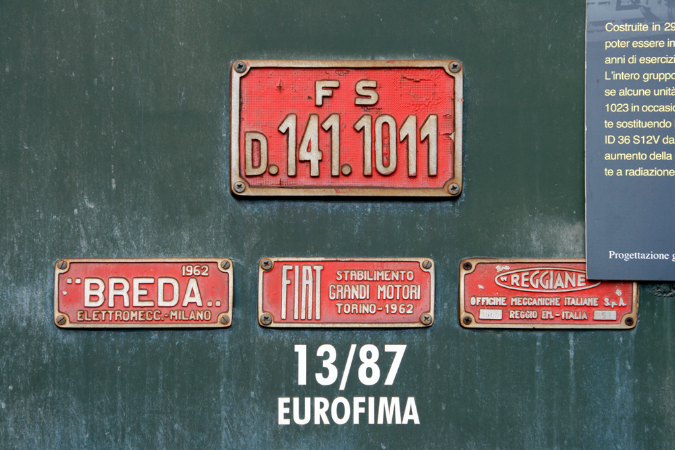 FS
D.141.1011
1962
"BREDA"
ELETTROMECC.-MILANO
FIAT
STABILIMENTO
GRANDI MOTORI
TORINO-1962
"REGGIANE
OFFICINE MECCANICHE ITALIANE S.p.A.
REGGIO EM.-ITALIA
13/87
EUROFIMA
Costruite in 29
poter essere in
anni di esercizi
L'intero gruppo
se alcune unità
1023 in occasio
te sostituendo
ID 36 S12V da
aumento della
te a radiazione
Progettazione g